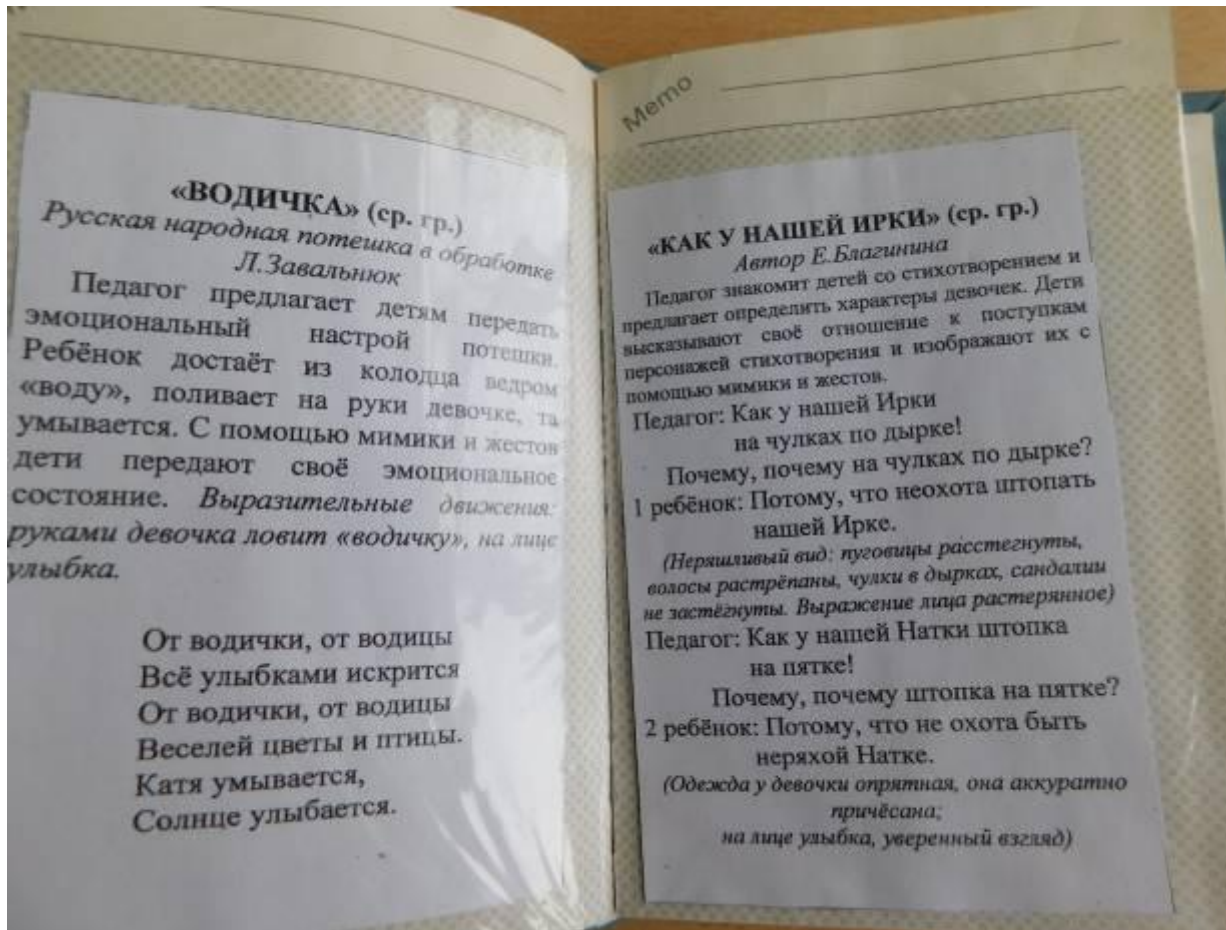 «ВОДИЧКА» (ср. гр.)
Русская народная потешка в обработке
Л.Завальнюк
Педагог предлагает детям передать
эмоциональный настрой потешки.
Ребёнок достаёт из колодца ведром
«воду», поливает на руки девочке, та
умывается. С помощью мимики и жестов
дети передают своё эмоциональное
состояние. Выразительные движения:
руками девочка ловит «водичку», на лице
улыбка.
От водички, от водицы
Всё улыбками искрится
От водички, от водицы
Веселей цветы и птицы.
Катя умывается,
Солнце улыбается.
Memo
«КАК У НАШЕЙ ИРКИ» (ср. гр.)
Автор Е.Благинина
Педагог знакомит детей со стихотворением и
предлагает определить характеры девочек. Дети
высказывают своё отношение к поступкам
персонажей стихотворения и изображают их с
помощью мимики и жестов.
Педагог: Как у нашей Ирки
на чулках по дырке!
Почему, почему на чулках по дырке?
1 ребёнок: Потому, что неохота штопать
нашей Ирке.
(Неряшливый вид: пуговицы расстегнуты,
волосы растрёпаны, чулки в дырках, сандалии
не застёгнуты. Выражение лица растерянное)
Педагог: Как у нашей Натки штопка
на пятке!
Почему, почему штопка на пятке?
2 ребёнок: Потому, что не охота быть
неряхой Натке.
(Одежда у девочки опрятная, она аккуратно
причёсана;
на лице улыбка, уверенный взгляд)